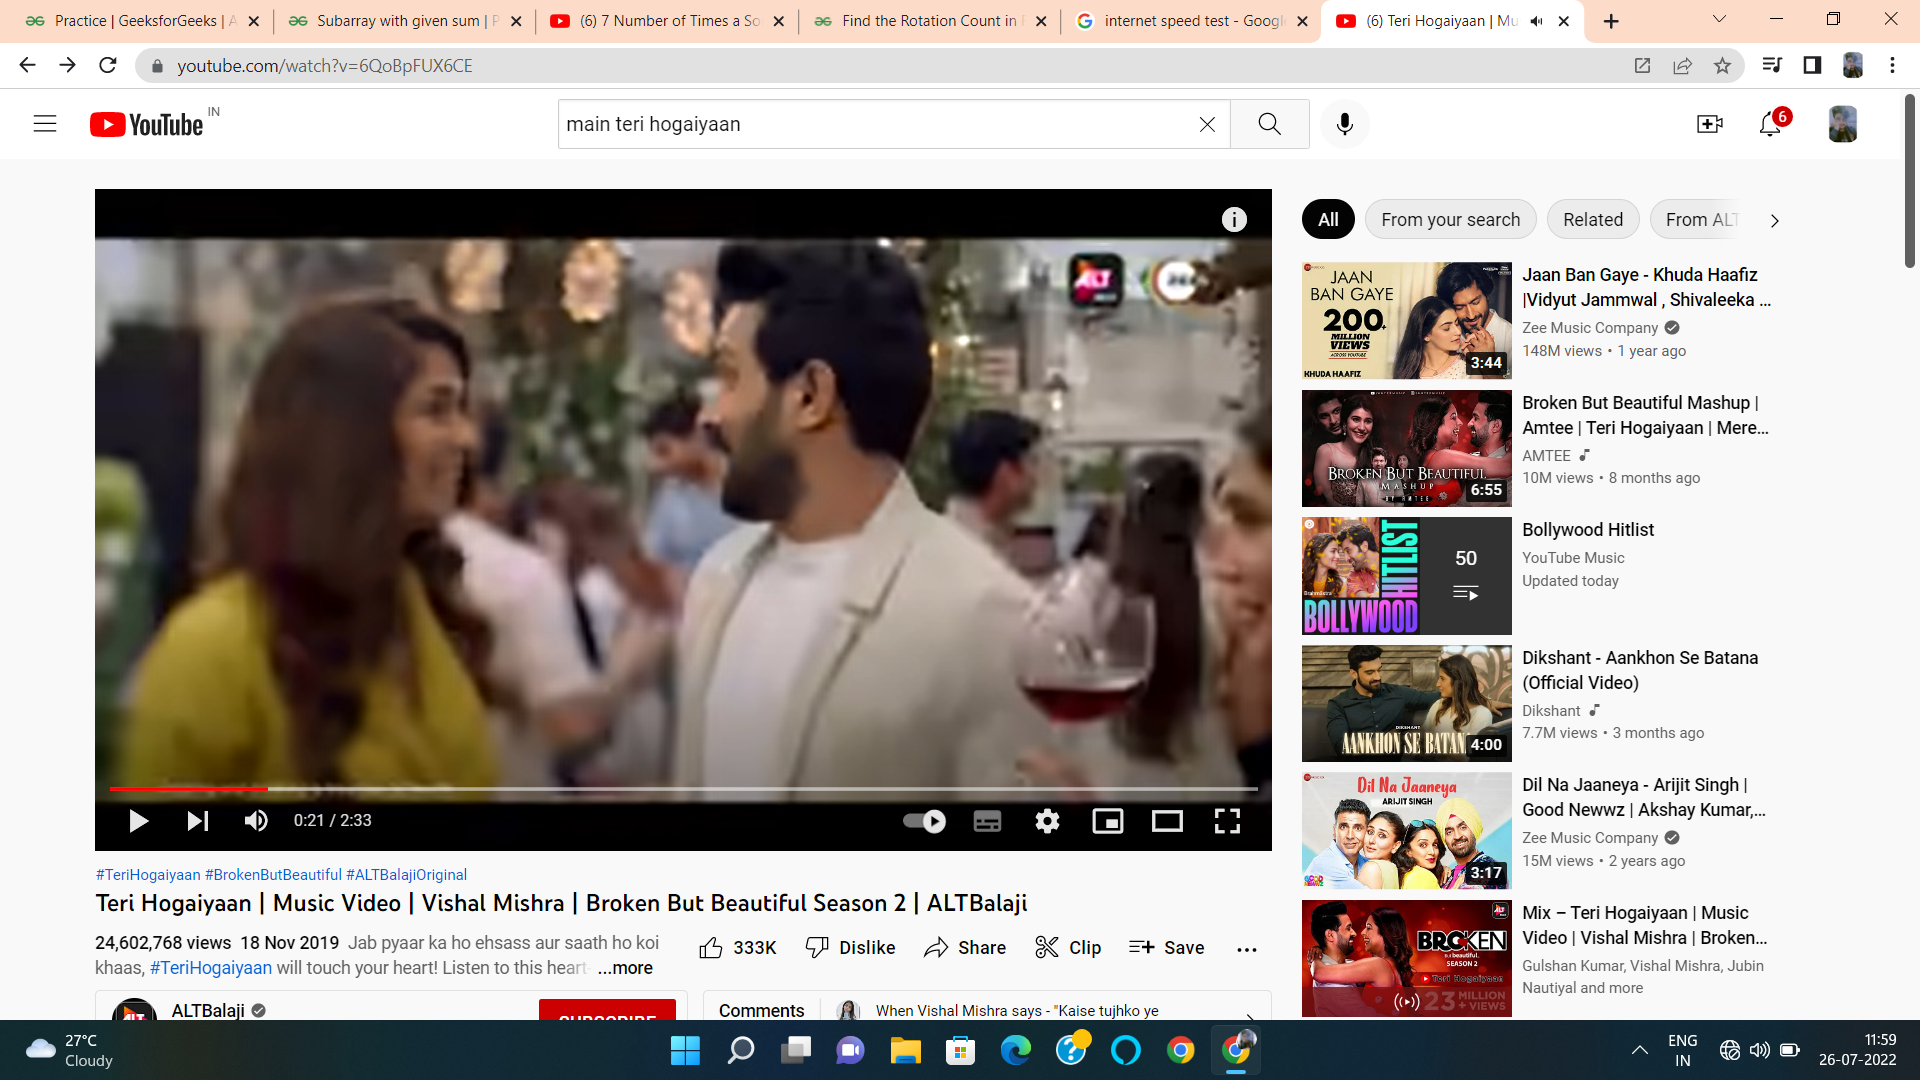 Practice | GeeksforGeeks | A
Subarray with given sum | P
(6) 7 Number of Times a So
Find the Rotation Count in
internet speed test - Google
(6) Teri Hogaiyaan | Mu
youtube.com/watch?v=6QoBpFUX6CE
YouTube IN
main teri hogaiyaan
6
ALT
All
From your search
Related
From ALT
JAAN
BAN GAYE
200+
MILLION
VIEWS
ACROSS YOUTUBE
KHUDA HAAFIZ
3:44
Jaan Ban Gaye - Khuda Haafiz
|Vidyut Jammwal , Shivaleeka ...
Zee Music Company
148M views • 1 year ago
BROKEN BUT BEAUTIFUL
MASHUP
BY AMTEE
6:55
Broken But Beautiful Mashup |
Amtee | Teri Hogaiyaan | Mere...
AMTEE
10M views • 8 months ago
HITLIST
BOLLYWOOD
50
Bollywood Hitlist
YouTube Music
Updated today
DIKSHANT
AANKHON SE BATAN
4:00
Dikshant - Aankhon Se Batana
(Official Video)
Dikshant
7.7M views • 3 months ago
Dil Na Jaaneya
ARIJIT SINGH
3:17
Dil Na Jaaneya - Arijit Singh |
Good Newwz | Akshay Kumar,...
Zee Music Company
15M views • 2 years ago
ALT
BROKEN
but beautiful
SEASON 2
Teri Hogaiyaan
23 MILLION
+ VIEWS
Mix – Teri Hogaiyaan | Music
Video | Vishal Mishra | Broken...
Gulshan Kumar, Vishal Mishra, Jubin
Nautiyal and more
0:21 / 2:33
#TeriHogaiyaan #BrokenButBeautiful #ALTBalajiOriginal
Teri Hogaiyaan | Music Video | Vishal Mishra | Broken But Beautiful Season 2 | ALTBalaji
24,602,768 views 18 Nov 2019 Jab pyaar ka ho ehsass aur saath ho koi
khaas, #TeriHogaiyaan will touch your heart! Listen to this heart- ...more
333K
Dislike
Share
Clip
Save
ALT
ALTBalaji
SUBSCRIBE
Comments
When Vishal Mishra says - "Kaise tujhko ye
27°C
Cloudy
ENG
IN
11:59
26-07-2022